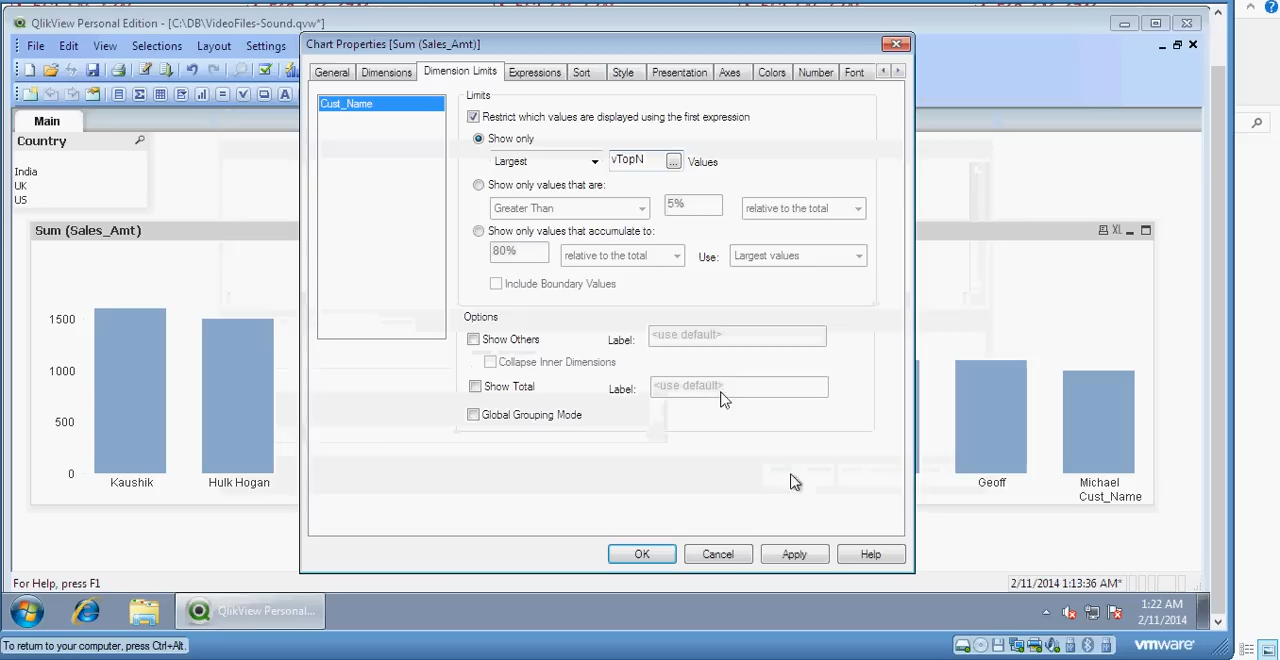 QlikView Personal Edition - [C:\DB\VideoFiles-Sound.qvw*]
File Edit View Selections Layout Settings
Chart Properties [Sum (Sales_Amt)]
General Dimensions Dimension Limits Expressions Sort Style Presentation Axes Colors Number Font
Main
Country
India
UK
US
Cust_Name
Limits
Restrict which values are displayed using the first expression
Show only
Largest vTopN ... Values
Show only values that are:
Greater Than 5% relative to the total
Show only values that accumulate to:
80% relative to the total Use: Largest values
Include Boundary Values
Options
Show Others Label: <use default>
Collapse Inner Dimensions
Show Total Label: <use default>
Global Grouping Mode
OK Cancel Apply Help
Sum (Sales_Amt)
XL
1500
1000
500
0
Kaushik Hulk Hogan Geoff Michael
Cust_Name
For Help, press F1
2/11/2014 1:13:36 AM*
QlikView Personal...
1:22 AM
2/11/2014
To return to your computer, press Ctrl+Alt.
vmware